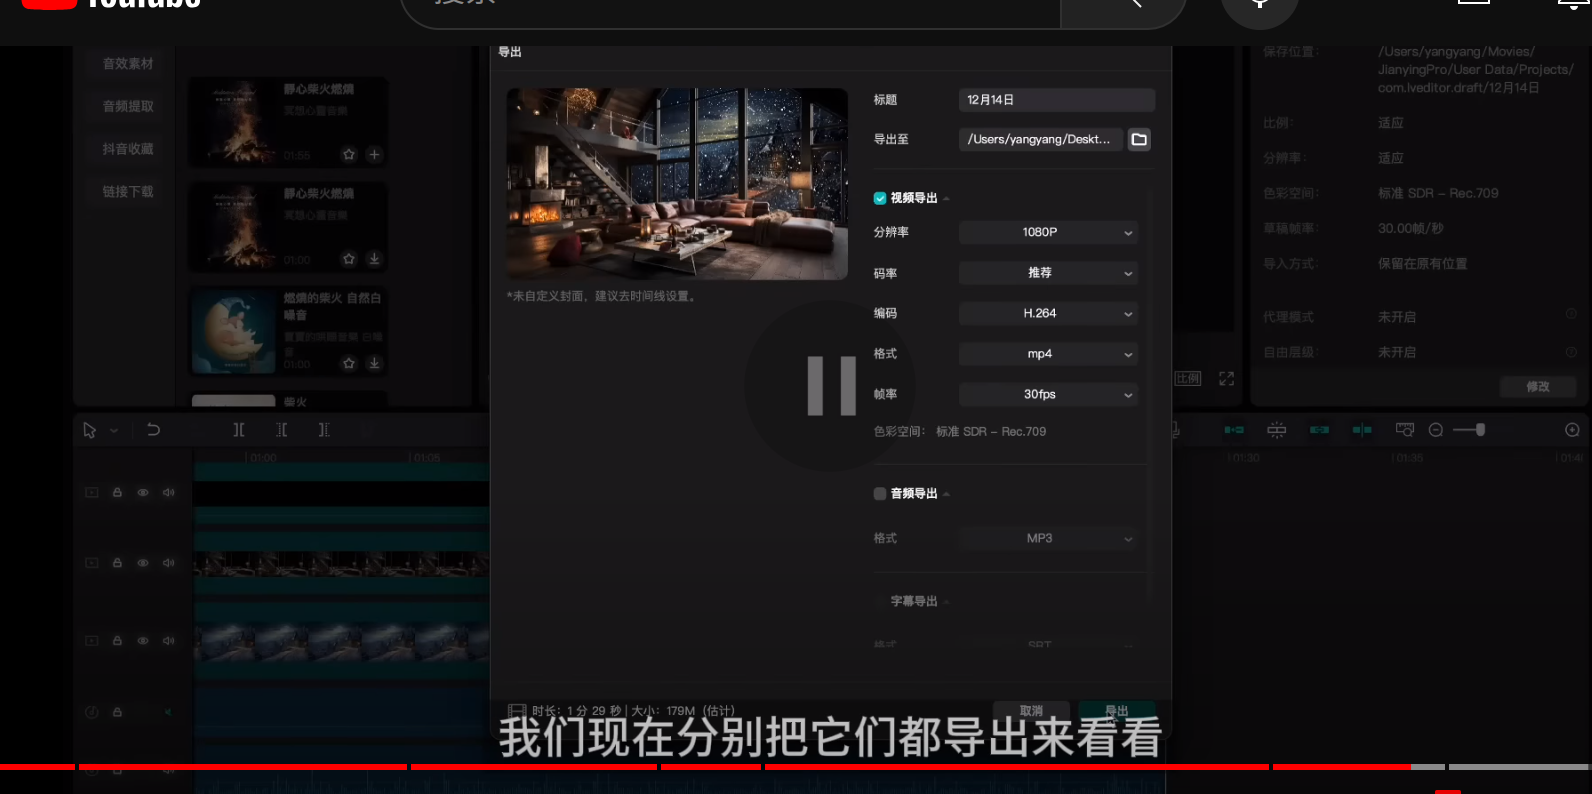 YouTube
搜索
导出
音效素材
音频提取
抖音收藏
链接下载
靜心柴火燃燒
冥想心靈音樂
01:55
靜心柴火燃燒
冥想心靈音樂
01:00
燃燒的柴火 自然白
噪音
01:00
柴火
*未自定义封面，建议去时间线设置。
标题
12月14日
导出至
/Users/yangyang/Deskt...
视频导出
分辨率
1080P
码率
推荐
编码
H.264
格式
mp4
帧率
30fps
色彩空间： 标准 SDR – Rec.709
音频导出
格式
MP3
字幕导出
格式
SRT
时长：1 分 29 秒 | 大小：179M（估计）
取消
导出
保存位置：
/Users/yangyang/Movies/
JianyingPro/User Data/Projects/
com.lveditor.draft/12月14日
比例：
适应
分辨率：
适应
色彩空间：
标准 SDR – Rec.709
草稿帧率：
30.00帧/秒
导入方式：
保留在原有位置
代理模式
未开启
自由层级：
未开启
比例
修改
01:00
01:05
01:30
01:35
我们现在分别把它们都导出来看看